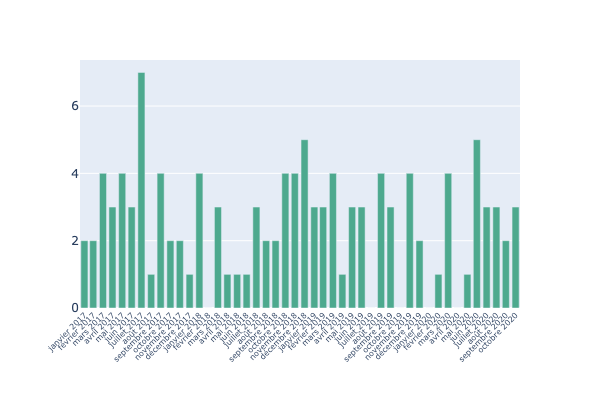 6
4
2
0
janvier 2017
février 2017
mars 2017
avril 2017
mai 2017
juin 2017
juillet 2017
août 2017
septembre 2017
octobre 2017
novembre 2017
décembre 2017
janvier 2018
février 2018
mars 2018
avril 2018
mai 2018
juin 2018
juillet 2018
août 2018
septembre 2018
octobre 2018
novembre 2018
décembre 2018
janvier 2019
février 2019
mars 2019
avril 2019
mai 2019
juin 2019
juillet 2019
août 2019
septembre 2019
octobre 2019
novembre 2019
décembre 2019
janvier 2020
février 2020
mars 2020
avril 2020
mai 2020
juin 2020
juillet 2020
août 2020
septembre 2020
octobre 2020